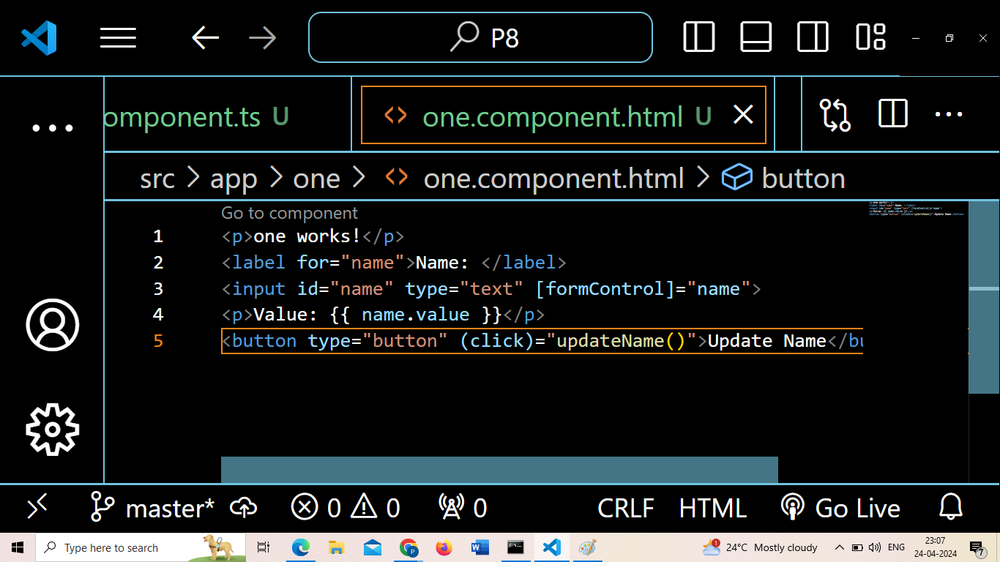 P8
omponent.ts U
one.component.html U
src > app > one > one.component.html > button
Go to component
1 <p>one works!</p>
2 <label for="name">Name: </label>
3 <input id="name" type="text" [formControl]="name">
4 <p>Value: {{ name.value }}</p>
5 <button type="button" (click)="updateName()">Update Name</bu
master* 0 0 0 CRLF HTML Go Live
Type here to search
1
24°C Mostly cloudy
ENG
23:07
24-04-2024
7